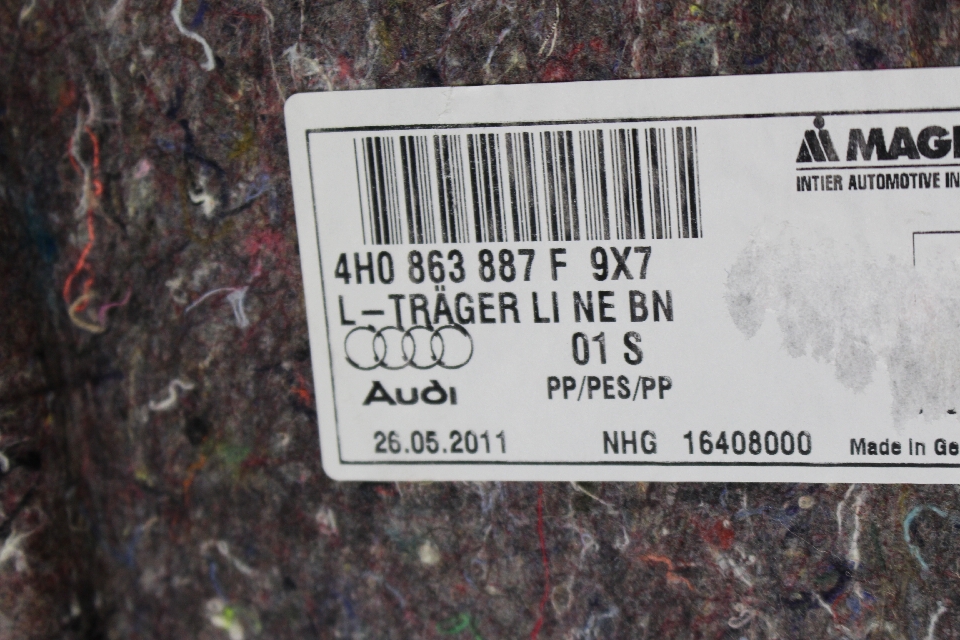 MAGN
INTIER AUTOMOTIVE IN
4H0 863 887 F 9X7
L-TRÄGER LI NE BN
01 S
Audi
PP/PES/PP
26.05.2011 NHG 16408000 Made in Ge